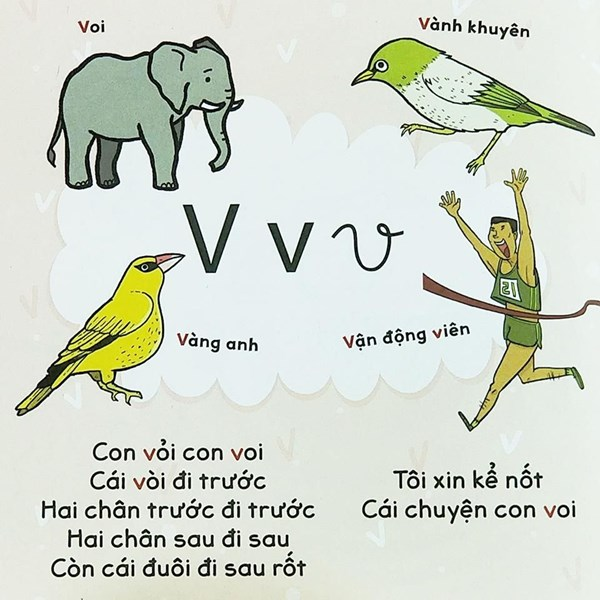 Voi
Vành khuyên
V v v
21
Vàng anh
Vận động viên
Con vỏi con voi
Cái vòi đi trước
Hai chân trước đi trước
Hai chân sau đi sau
Còn cái đuôi đi sau rốt
Tôi xin kể nốt
Cái chuyện con voi